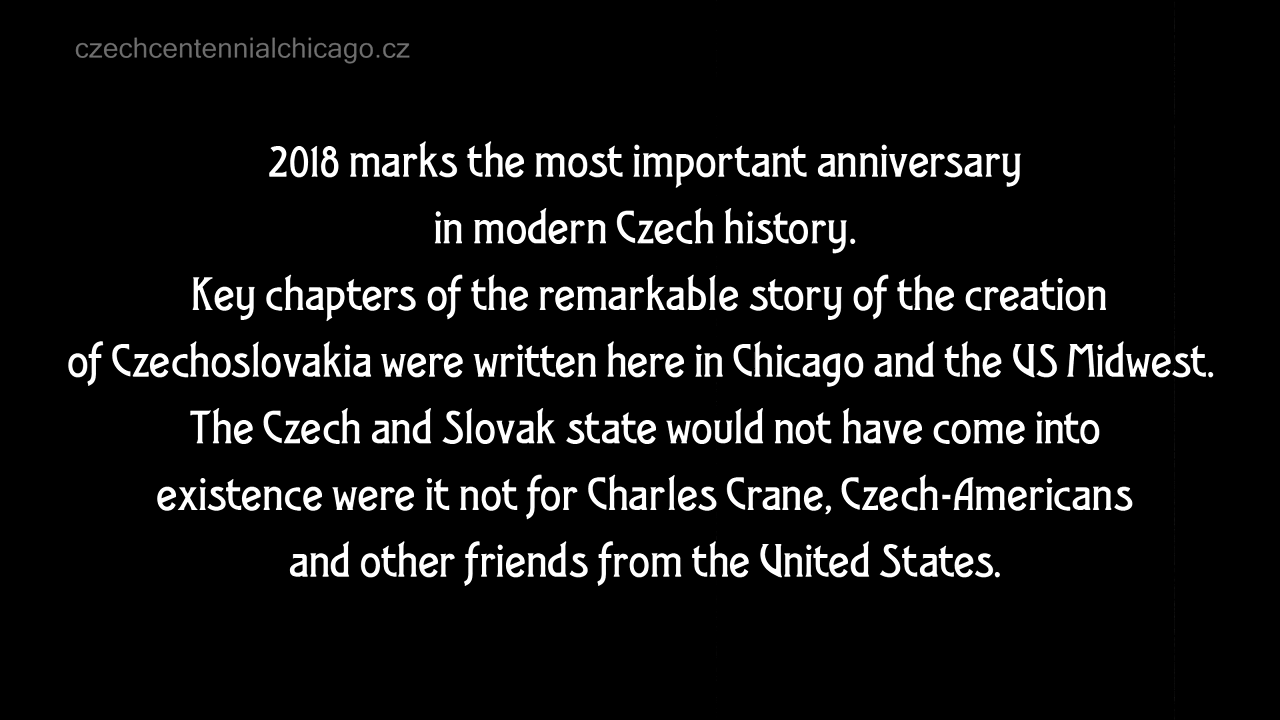 czechcentennialchicago.cz
2018 marks the most important anniversary
in modern Czech history.
Key chapters of the remarkable story of the creation
of Czechoslovakia were written here in Chicago and the US Midwest.
The Czech and Slovak state would not have come into
existence were it not for Charles Crane, Czech-Americans
and other friends from the United States.